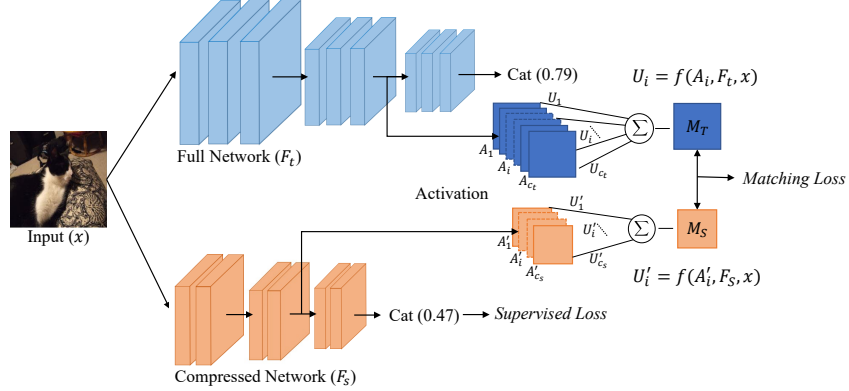 Cat (0.79)
U_i = f(A_i, F_t, x)
U_1
U_i
U_{c_t}
∑
M_T
A_1
A_i
A_{c_t}
Full Network (F_t)
Activation
Matching Loss
Input (x)
U'_1
U'_i
U'_{c_s}
∑
M_S
A'_1
A'_i
A'_{c_s}
U'_i = f(A'_i, F_S, x)
Cat (0.47)
Supervised Loss
Compressed Network (F_s)